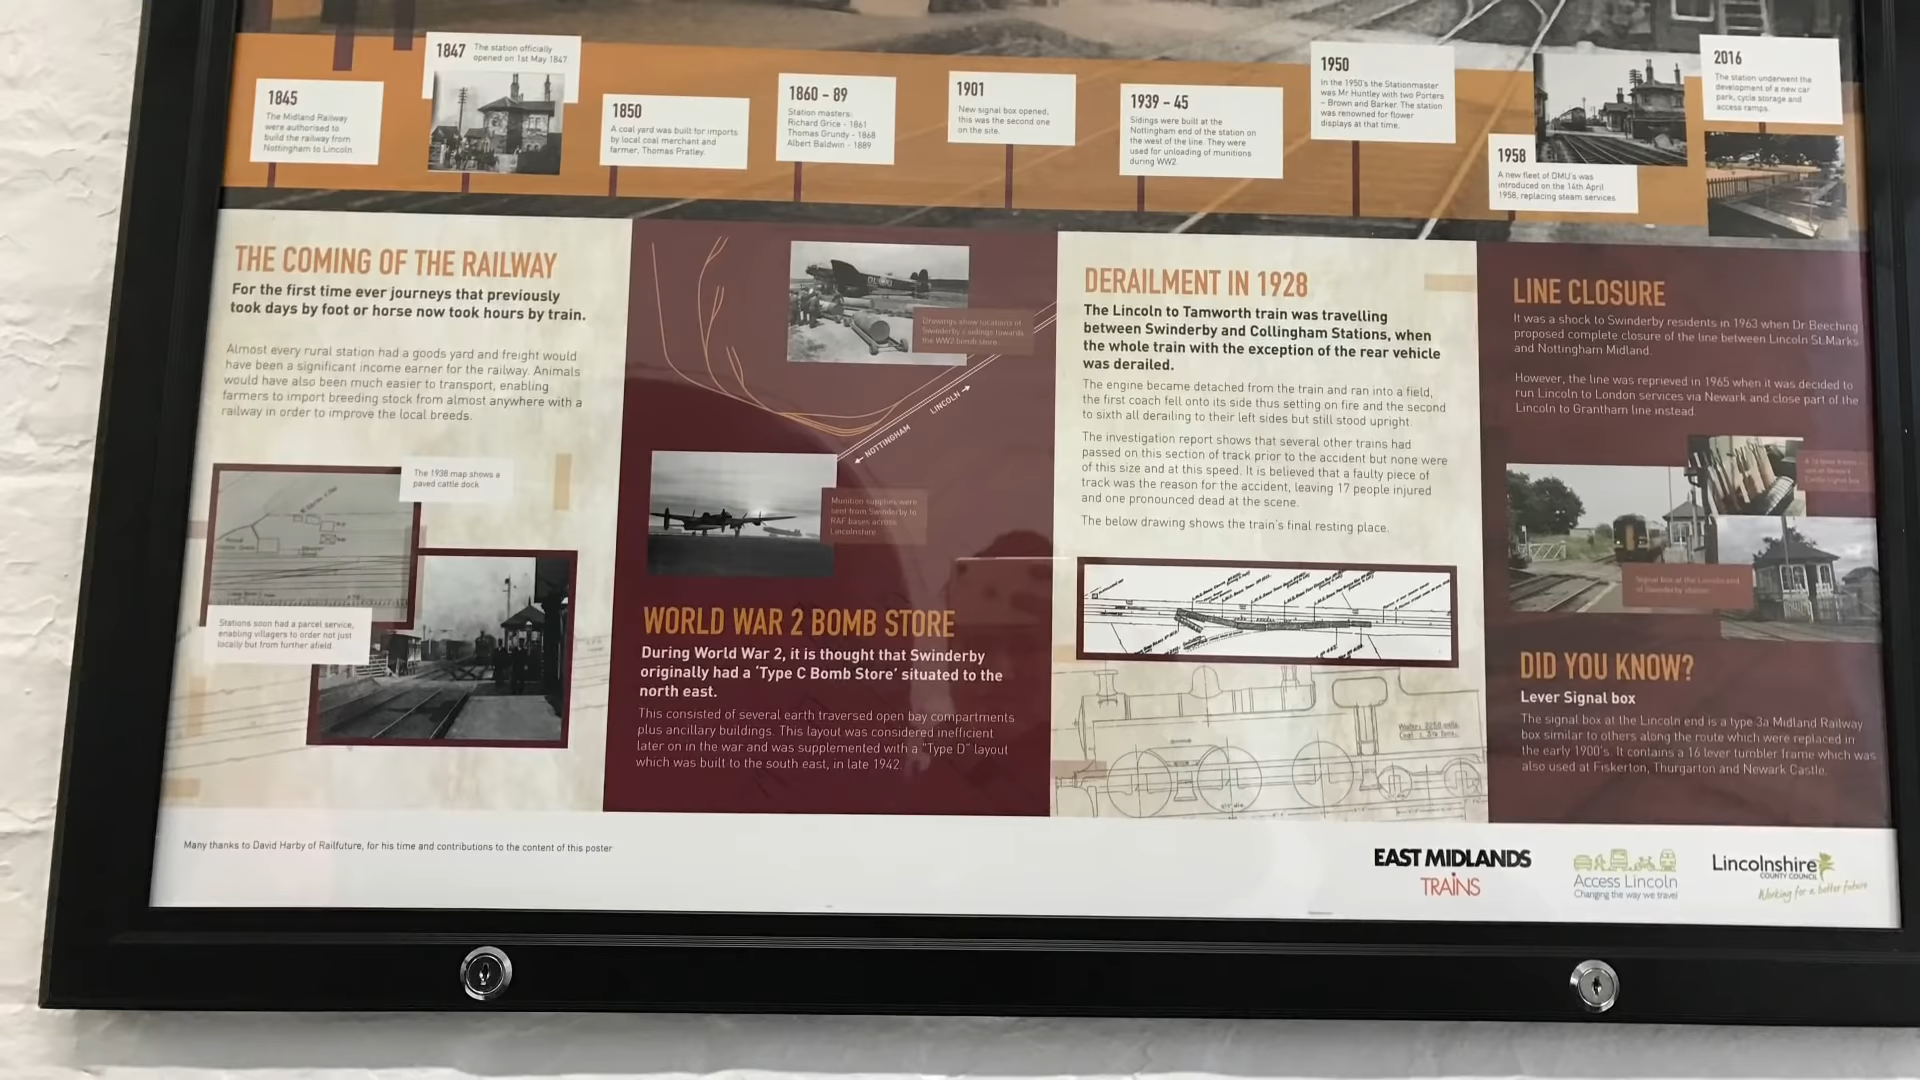 1845
The Midland Railway
were authorised to
build the railway from
Nottingham to Lincoln.
1847
The station officially
opened on 1st May 1847.
1850
A coal yard was built for imports
by local coal merchant and
farmer, Thomas Pratley.
1860 - 89
Station masters:
Richard Grice - 1861
Thomas Grundy - 1868
Albert Baldwin - 1889
1901
New signal box opened,
this was the second one
on the site.
1939 - 45
Sidings were built at the
Nottingham end of the station on
the west of the line. They were
used for unloading of munitions
during WW2.
1950
In the 1950's the Stationmaster
was Mr Huntley with two Porters
- Brown and Barker. The station
was renowned for flower
displays at that time.
1958
A new fleet of DMU's was
introduced on the 14th April
1958, replacing steam services
2016
The station underwent the
development of a new car
park, cycle storage and
access ramps.
THE COMING OF THE RAILWAY
For the first time ever journeys that previously
took days by foot or horse now took hours by train.
Almost every rural station had a goods yard and freight would
have been a significant income earner for the railway. Animals
would have also been much easier to transport, enabling
farmers to import breeding stock from almost anywhere with a
railway in order to improve the local breeds.
The 1938 map shows a
paved cattle dock
Stations soon had a parcel service,
enabling villagers to order not just
locally but from further afield.
Drawings show locations of
Swinderby's sidings towards
the WW2 bomb store.
LINCOLN
NOTTINGHAM
Munition supplies were
sent from Swinderby to
RAF bases across
Lincolnshire.
WORLD WAR 2 BOMB STORE
During World War 2, it is thought that Swinderby
originally had a 'Type C Bomb Store' situated to the
north east.
This consisted of several earth traversed open bay compartments
plus ancillary buildings. This layout was considered inefficient
later on in the war and was supplemented with a "Type D" layout
which was built to the south east, in late 1942.
DERAILMENT IN 1928
The Lincoln to Tamworth train was travelling
between Swinderby and Collingham Stations, when
the whole train with the exception of the rear vehicle
was derailed.
The engine became detached from the train and ran into a field,
the first coach fell onto its side thus setting on fire and the second
to sixth all derailing to their left sides but still stood upright.
The investigation report shows that several other trains had
passed on this section of track prior to the accident but none were
of this size and at this speed. It is believed that a faulty piece of
track was the reason for the accident, leaving 17 people injured
and one pronounced dead at the scene.
The below drawing shows the train's final resting place.
LINE CLOSURE
It was a shock to Swinderby residents in 1963 when Dr Beeching
proposed complete closure of the line between Lincoln St.Marks
and Nottingham Midland.
However, the line was reprieved in 1965 when it was decided to
run Lincoln to London services via Newark and close part of the
Lincoln to Grantham line instead.
Signal box at the Lincoln end
of Swinderby station
DID YOU KNOW?
Lever Signal box
The signal box at the Lincoln end is a type 3a Midland Railway
box similar to others along the route which were replaced in
the early 1900's. It contains a 16 lever tumbler frame which was
also used at Fiskerton, Thurgarton and Newark Castle.
Many thanks to David Harby of Railfuture, for his time and contributions to the content of this poster
EAST MIDLANDS
TRAINS
Access Lincoln
Changing the way we travel
Lincolnshire
COUNTY COUNCIL
Working for a better future